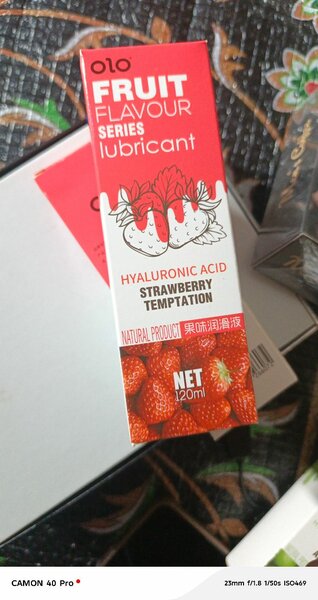 OLO
FRUIT
FLAVOUR
SERIES
lubricant
HYALURONIC ACID
STRAWBERRY
TEMPTATION
NATURAL PRODUCT 果味润滑液
NET
120ml
CAMON 40 Pro
23mm f/1.8 1/50s ISO469